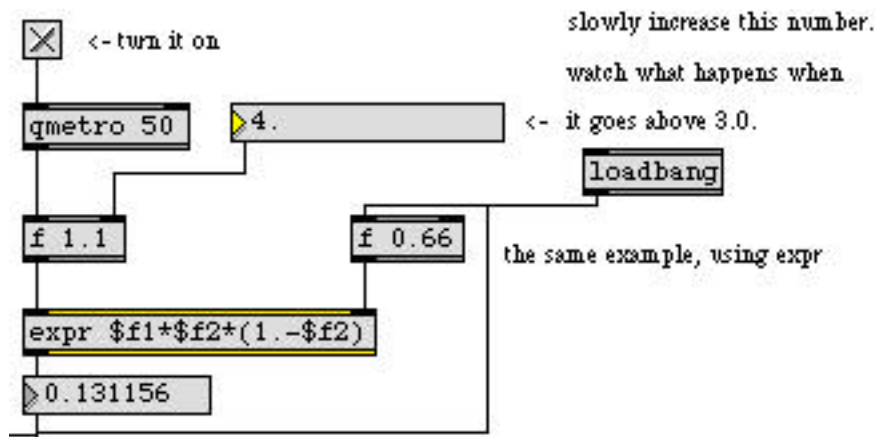 slowly increase this number.
<- turn it on
watch what happens when
qmetro 50
4.
<- it goes above 3.0.
loadbang
f 1.1
f 0.66
the same example, using expr
expr $f1*$f2*(1.-$f2)
0.131156